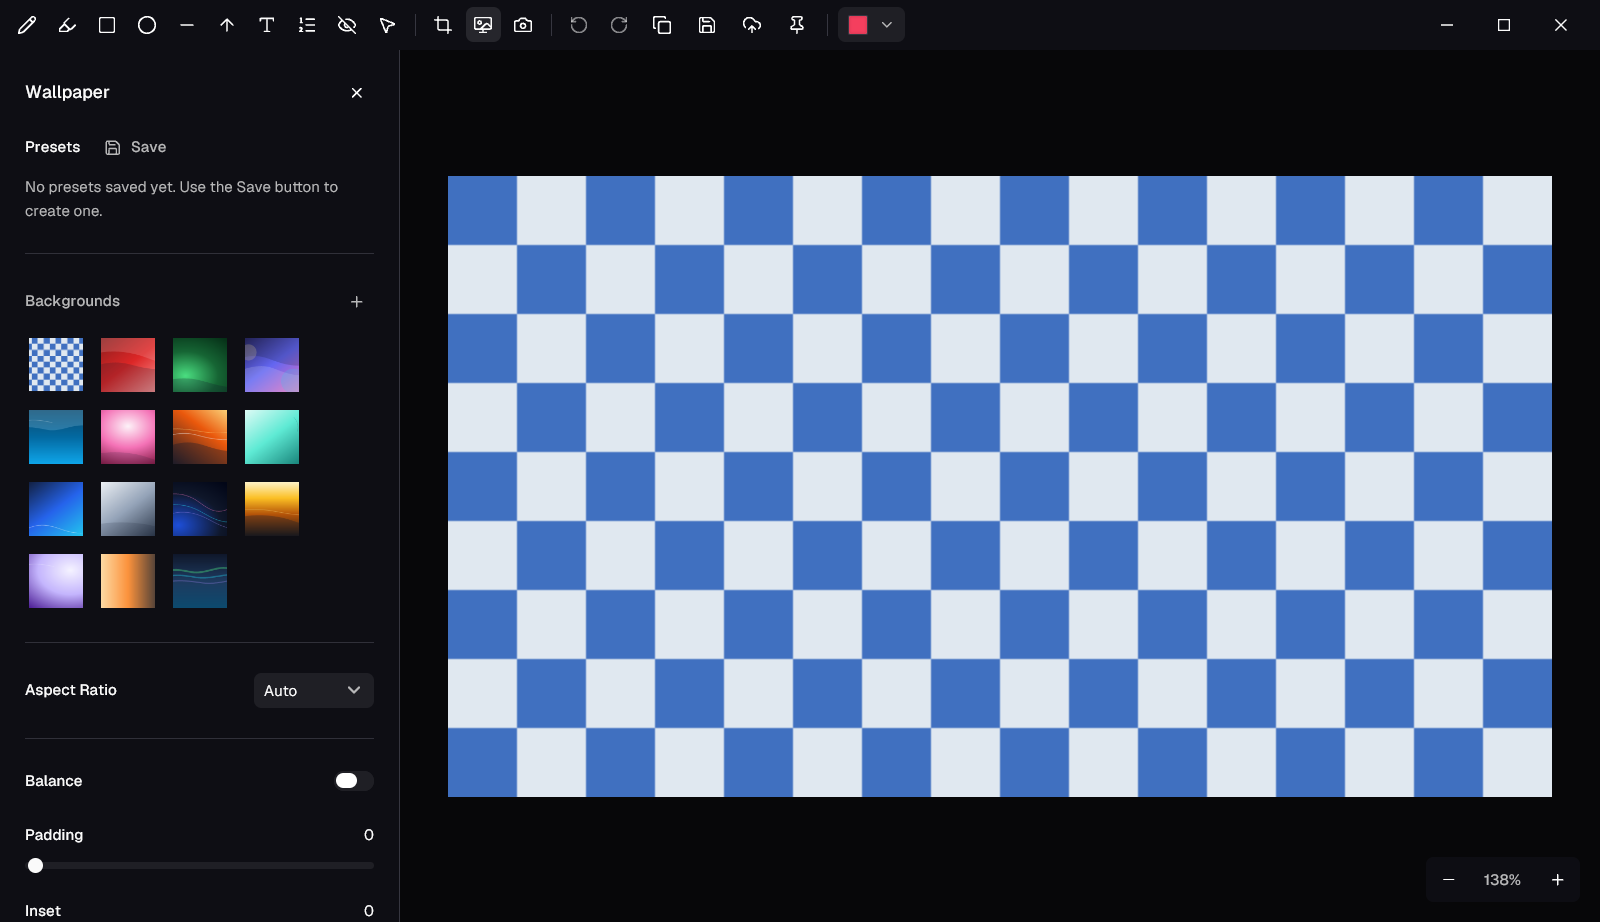 Wallpaper
Presets
Save
No presets saved yet. Use the Save button to
create one.
Backgrounds
Aspect Ratio
Auto
Balance
Padding
0
Inset
0
138%